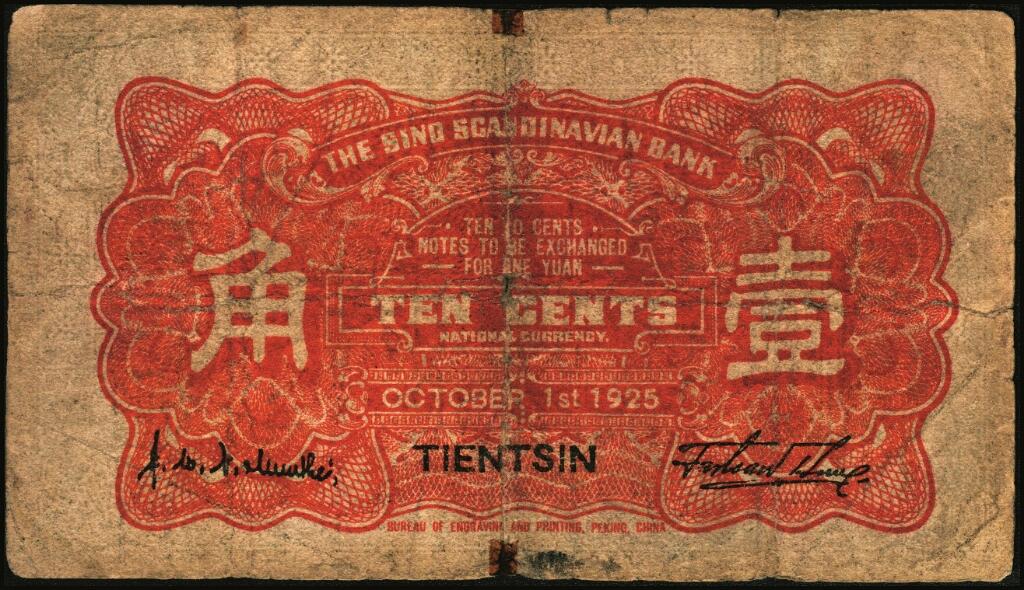 THE SINO SCANDINAVIAN BANK
TEN 10 CENTS
NOTES TO BE EXCHANGED
FOR ONE YUAN
角 壹
TEN CENTS
NATIONAL CURRENCY.
OCTOBER 1st 1925
TIENTSIN
BUREAU OF ENGRAVING AND PRINTING, PEKING, CHINA